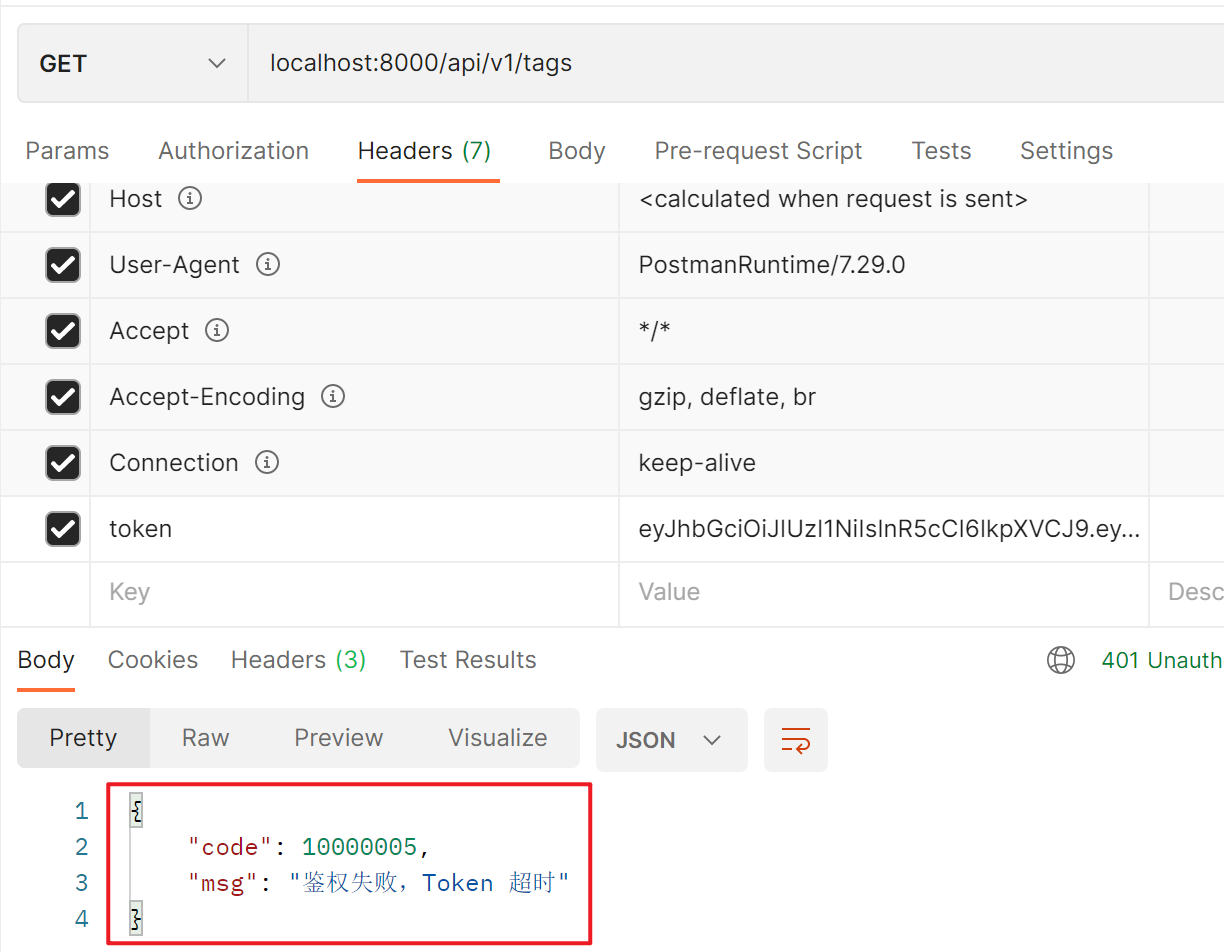 GET localhost:8000/api/v1/tags
Params Authorization Headers (7) Body Pre-request Script Tests Settings
Host <calculated when request is sent>
User-Agent PostmanRuntime/7.29.0
Accept */*
Accept-Encoding gzip, deflate, br
Connection keep-alive
token eyJhbGciOiJIUzI1NiIsInR5cCI6IkpXVCJ9.ey...
Key Value Desc
Body Cookies Headers (3) Test Results 401 Unauth
Pretty Raw Preview Visualize JSON
1 {
2 "code": 10000005,
3 "msg": "鉴权失败，Token 超时"
4 }